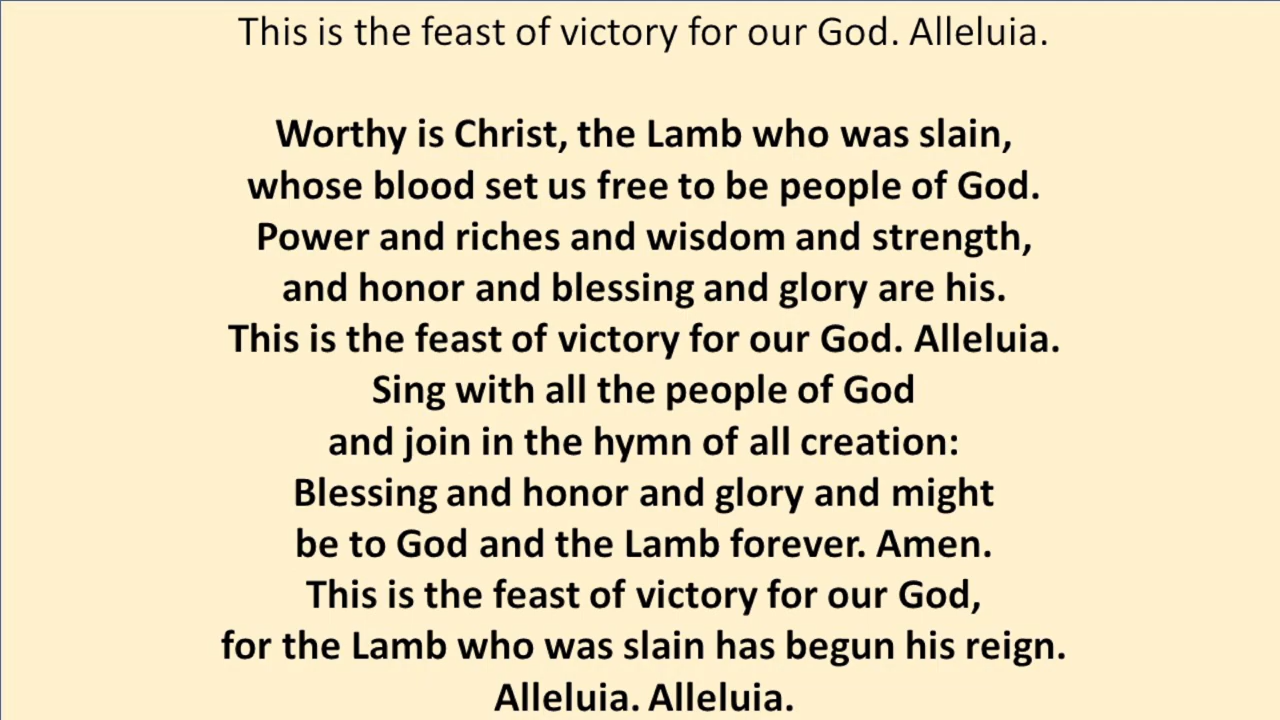 This is the feast of victory for our God. Alleluia.
Worthy is Christ, the Lamb who was slain,
whose blood set us free to be people of God.
Power and riches and wisdom and strength,
and honor and blessing and glory are his.
This is the feast of victory for our God. Alleluia.
Sing with all the people of God
and join in the hymn of all creation:
Blessing and honor and glory and might
be to God and the Lamb forever. Amen.
This is the feast of victory for our God,
for the Lamb who was slain has begun his reign.
Alleluia. Alleluia.